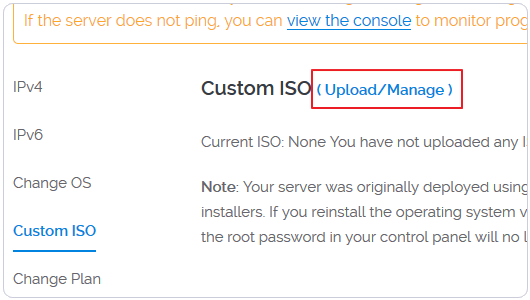 If the server does not ping, you can view the console to monitor prog
IPv4
IPv6
Change OS
Custom ISO
Change Plan
Custom ISO ( Upload/Manage )
Current ISO: None You have not uploaded any I
Note: Your server was originally deployed using
installers. If you reinstall the operating system v
the root password in your control panel will no l